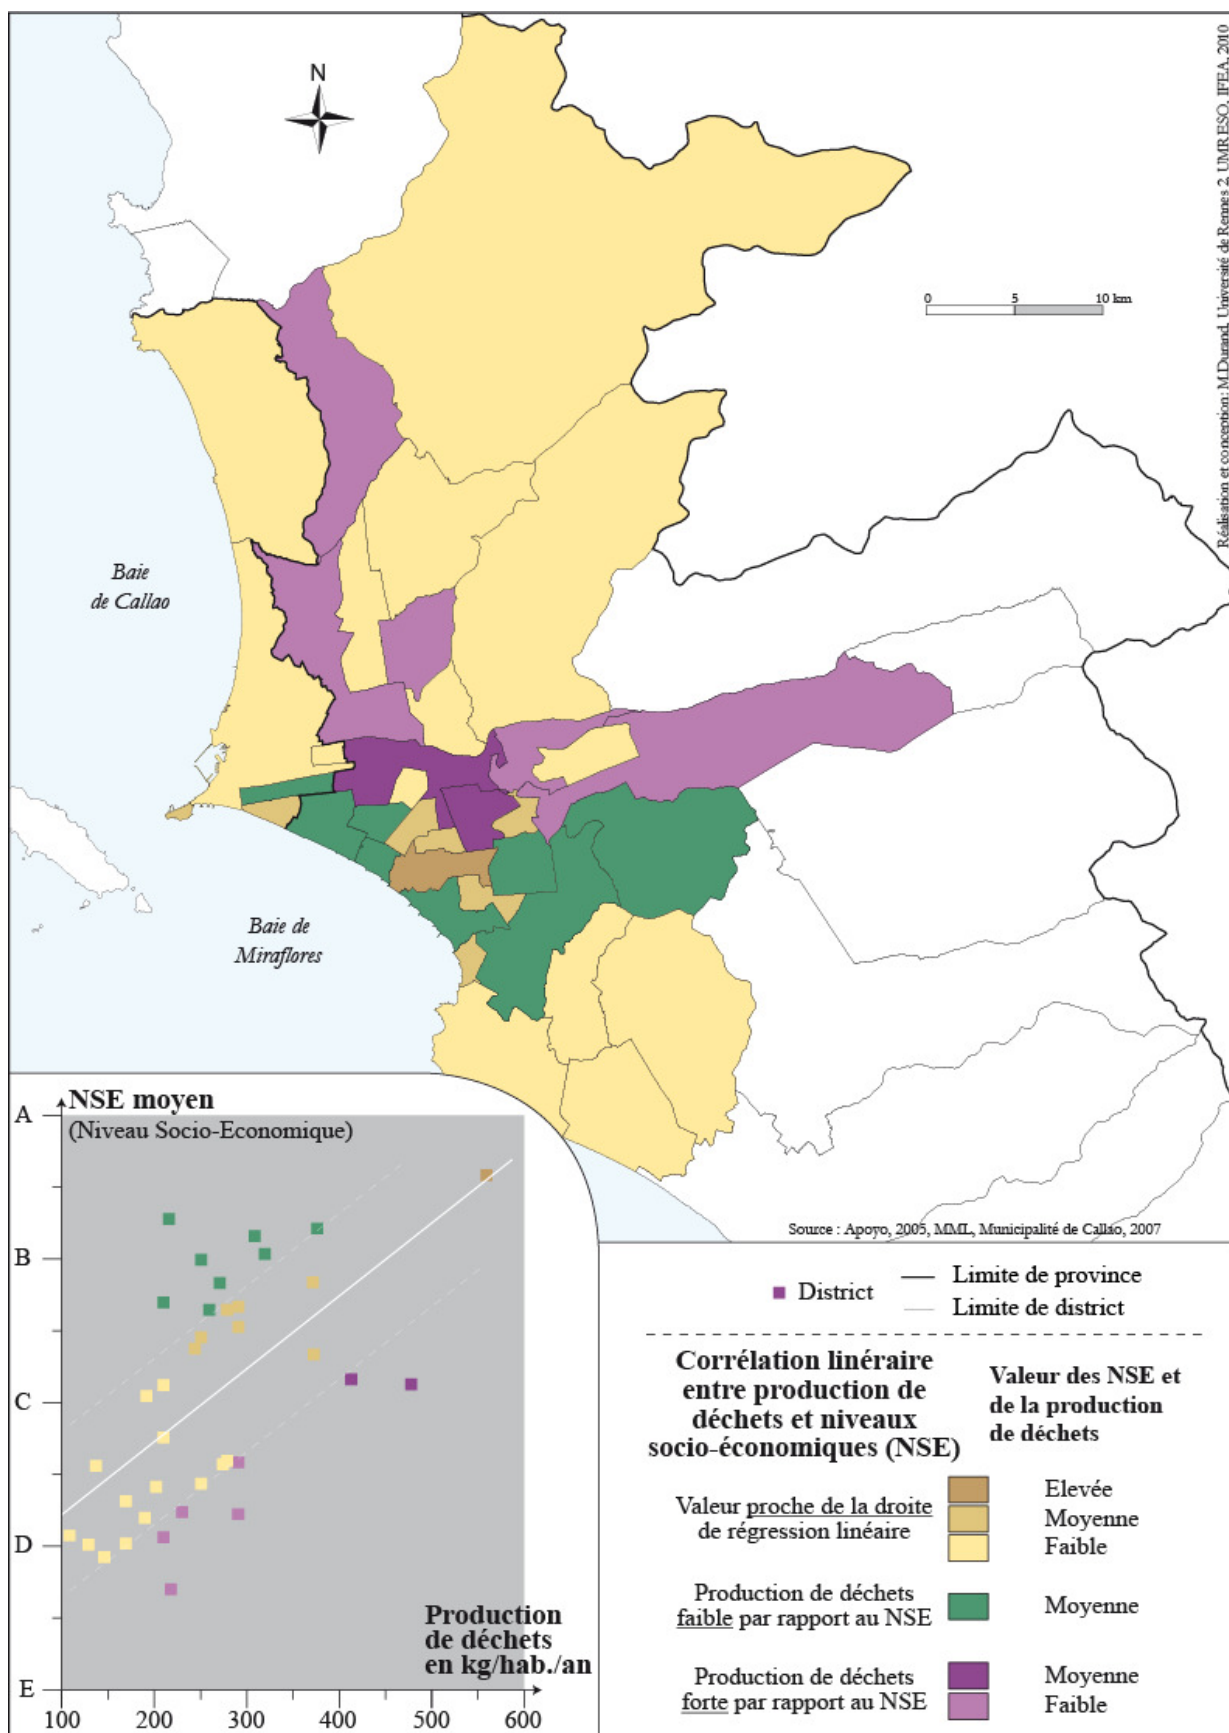 Réalisation et conception : M.Durand, Université de Rennes 2, UMR ESO, IFEA, 2010
N
0 5 10 km
Baie
de Callao
Baie de
Miraflores
NSE moyen
(Niveau Socio-Economique)
A
B
C
D
E
Production
de déchets
en kg/hab./an
100 200 300 400 500 600
Source : Apoyo, 2005, MML, Municipalité de Callao, 2007
District
Limite de province
Limite de district
Corrélation linéraire
entre production de
déchets et niveaux
socio-économiques (NSE)
Valeur des NSE et
de la production
de déchets
Valeur proche de la droite
de régression linéaire
Elevée
Moyenne
Faible
Production de déchets
faible par rapport au NSE
Moyenne
Production de déchets
forte par rapport au NSE
Moyenne
Faible